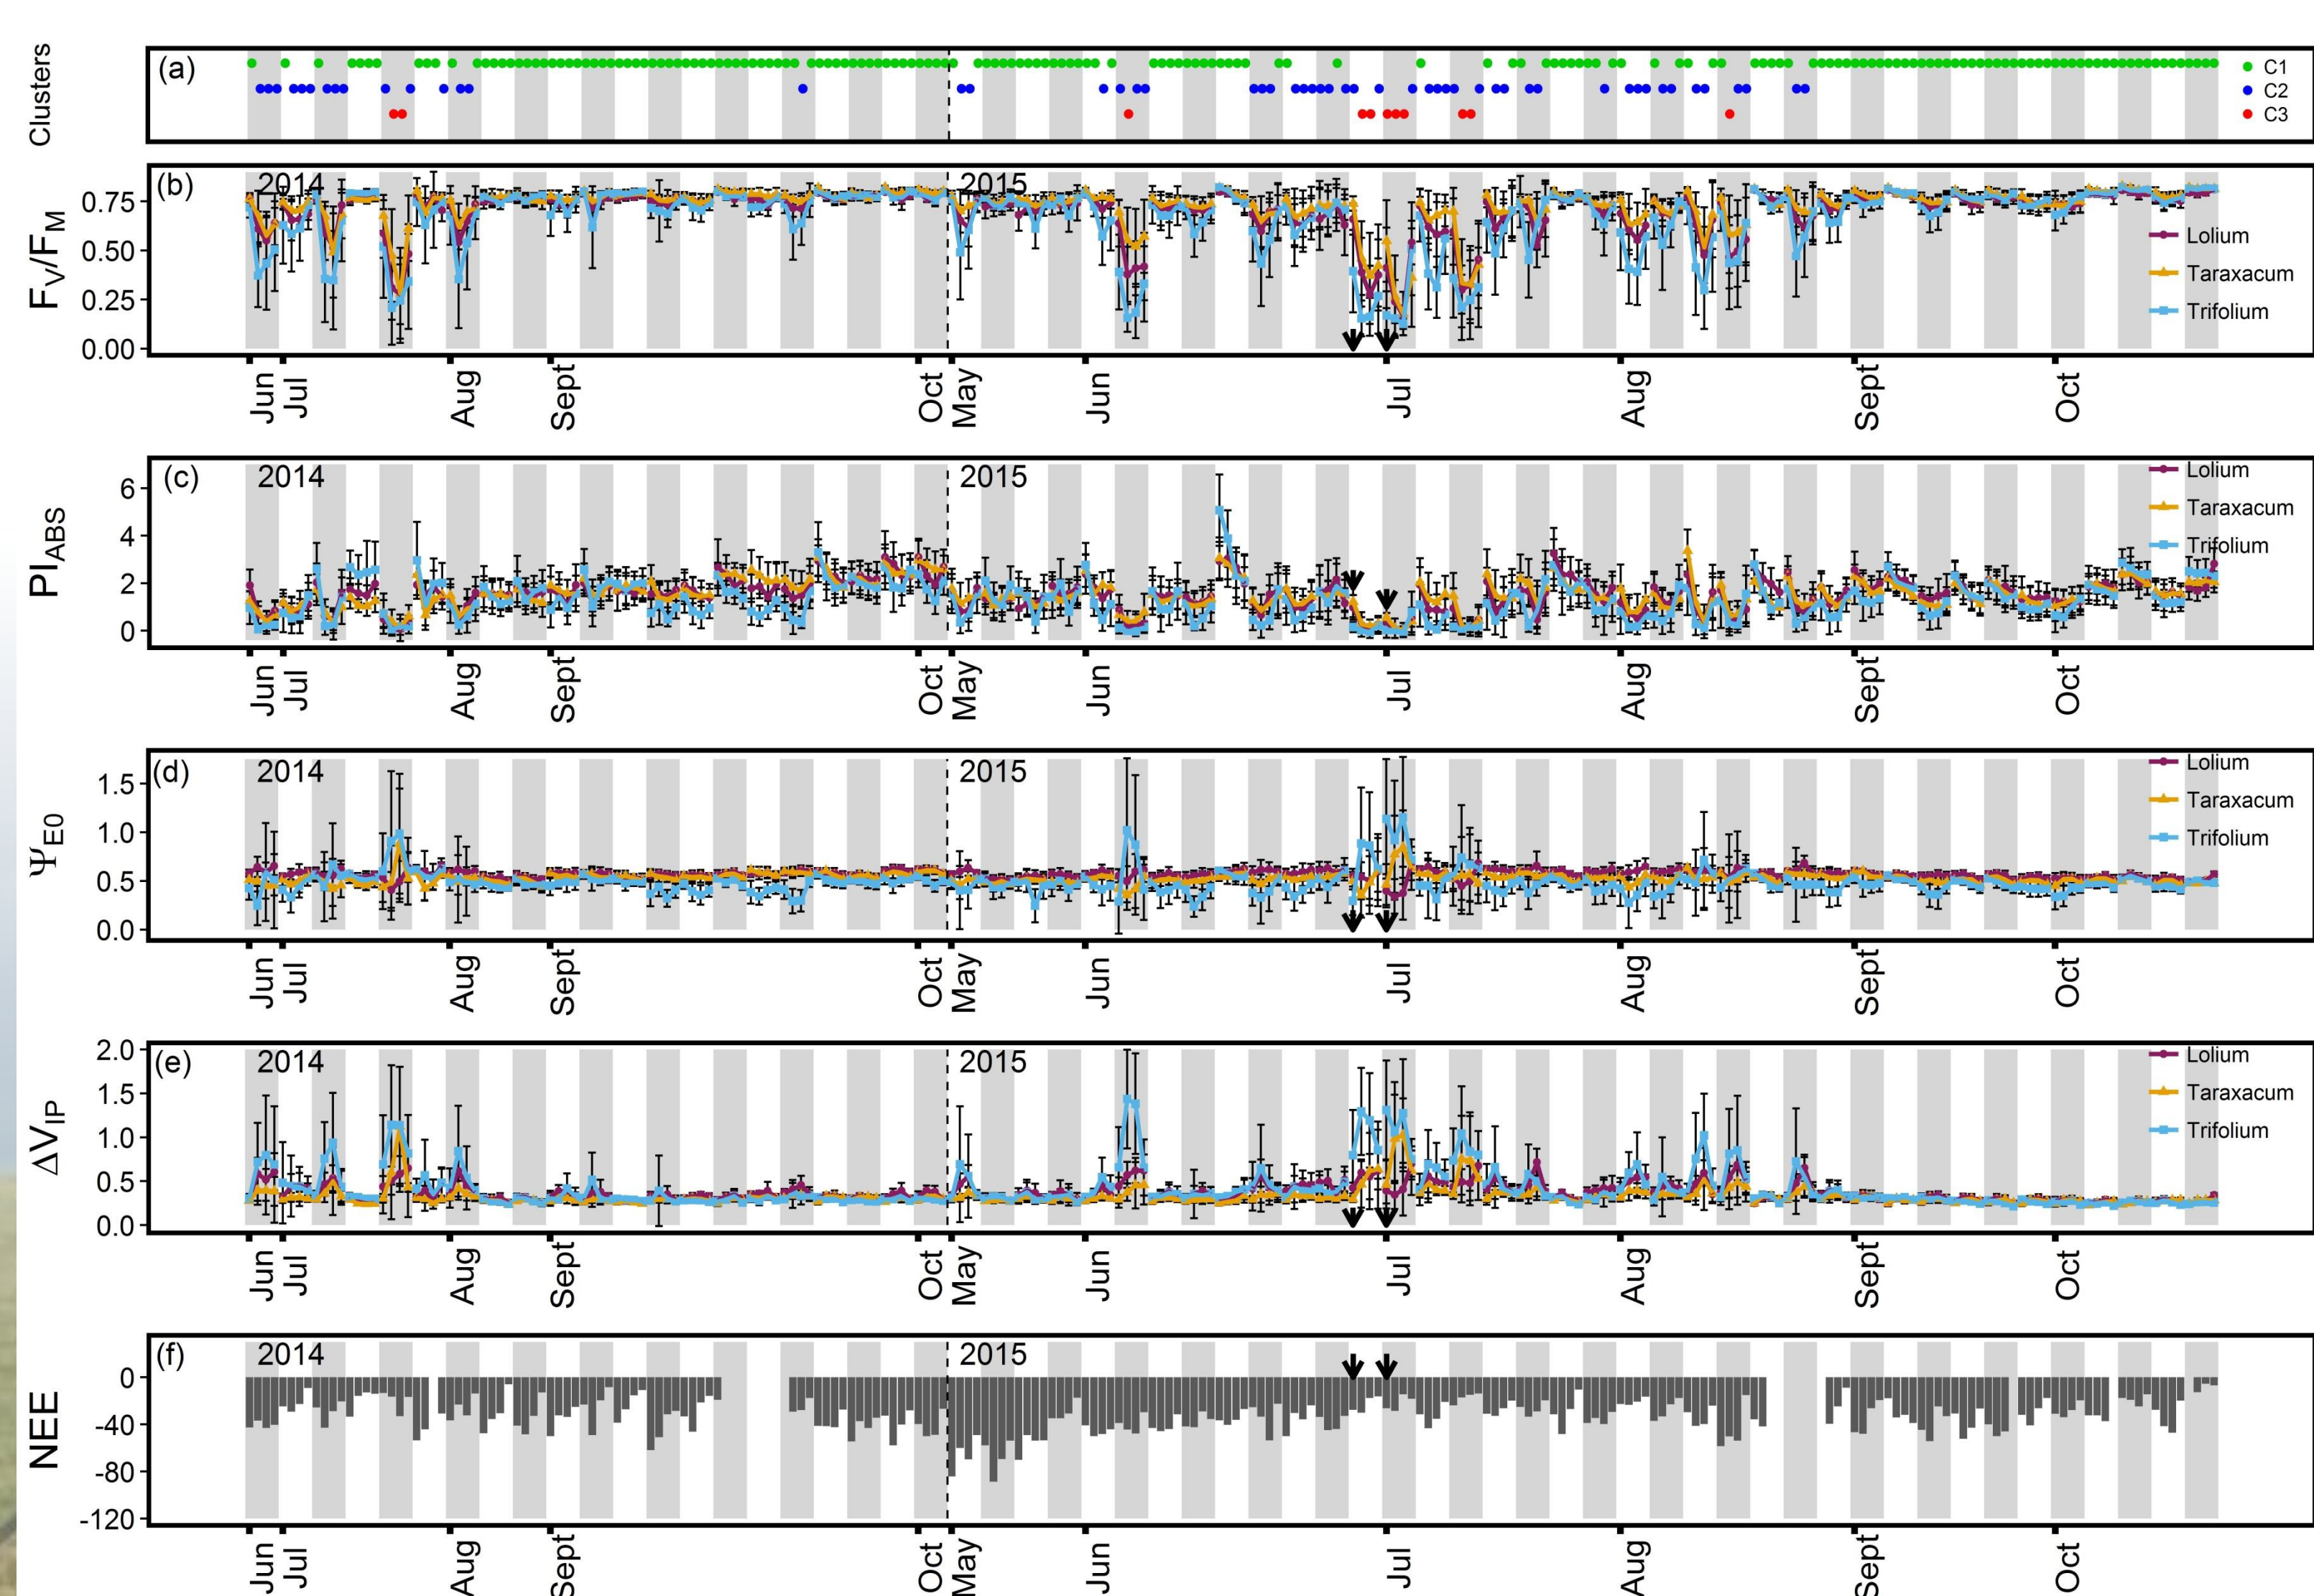 Clusters
(a)
C1
C2
C3
(b)
2014
2015
F_V/F_M
0.75
0.50
0.25
0.00
Lolium
Taraxacum
Trifolium
Jun Jul Aug Sept Oct May Jun Jul Aug Sept Oct
(c)
2014
2015
PI_ABS
6
4
2
0
Lolium
Taraxacum
Trifolium
Jun Jul Aug Sept Oct May Jun Jul Aug Sept Oct
(d)
2014
2015
Ψ_E0
1.5
1.0
0.5
0.0
Lolium
Taraxacum
Trifolium
Jun Jul Aug Sept Oct May Jun Jul Aug Sept Oct
(e)
2014
2015
ΔV_IP
2.0
1.5
1.0
0.5
0.0
Lolium
Taraxacum
Trifolium
Jun Jul Aug Sept Oct May Jun Jul Aug Sept Oct
(f)
2014
2015
NEE
0
-40
-80
-120
Jun Jul Aug Sept Oct May Jun Jul Aug Sept Oct